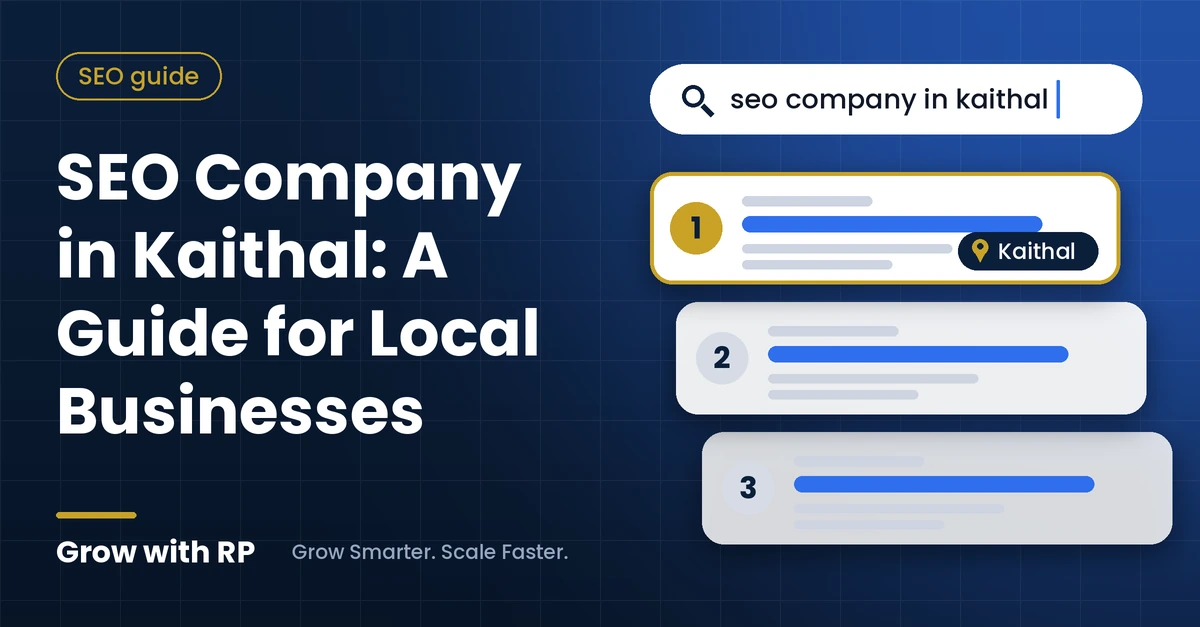 SEO guide
SEO Company
in Kaithal: A
Guide for Local
Businesses
Grow with RP
Grow Smarter. Scale Faster.
seo company in kaithal
1
Kaithal
2
3